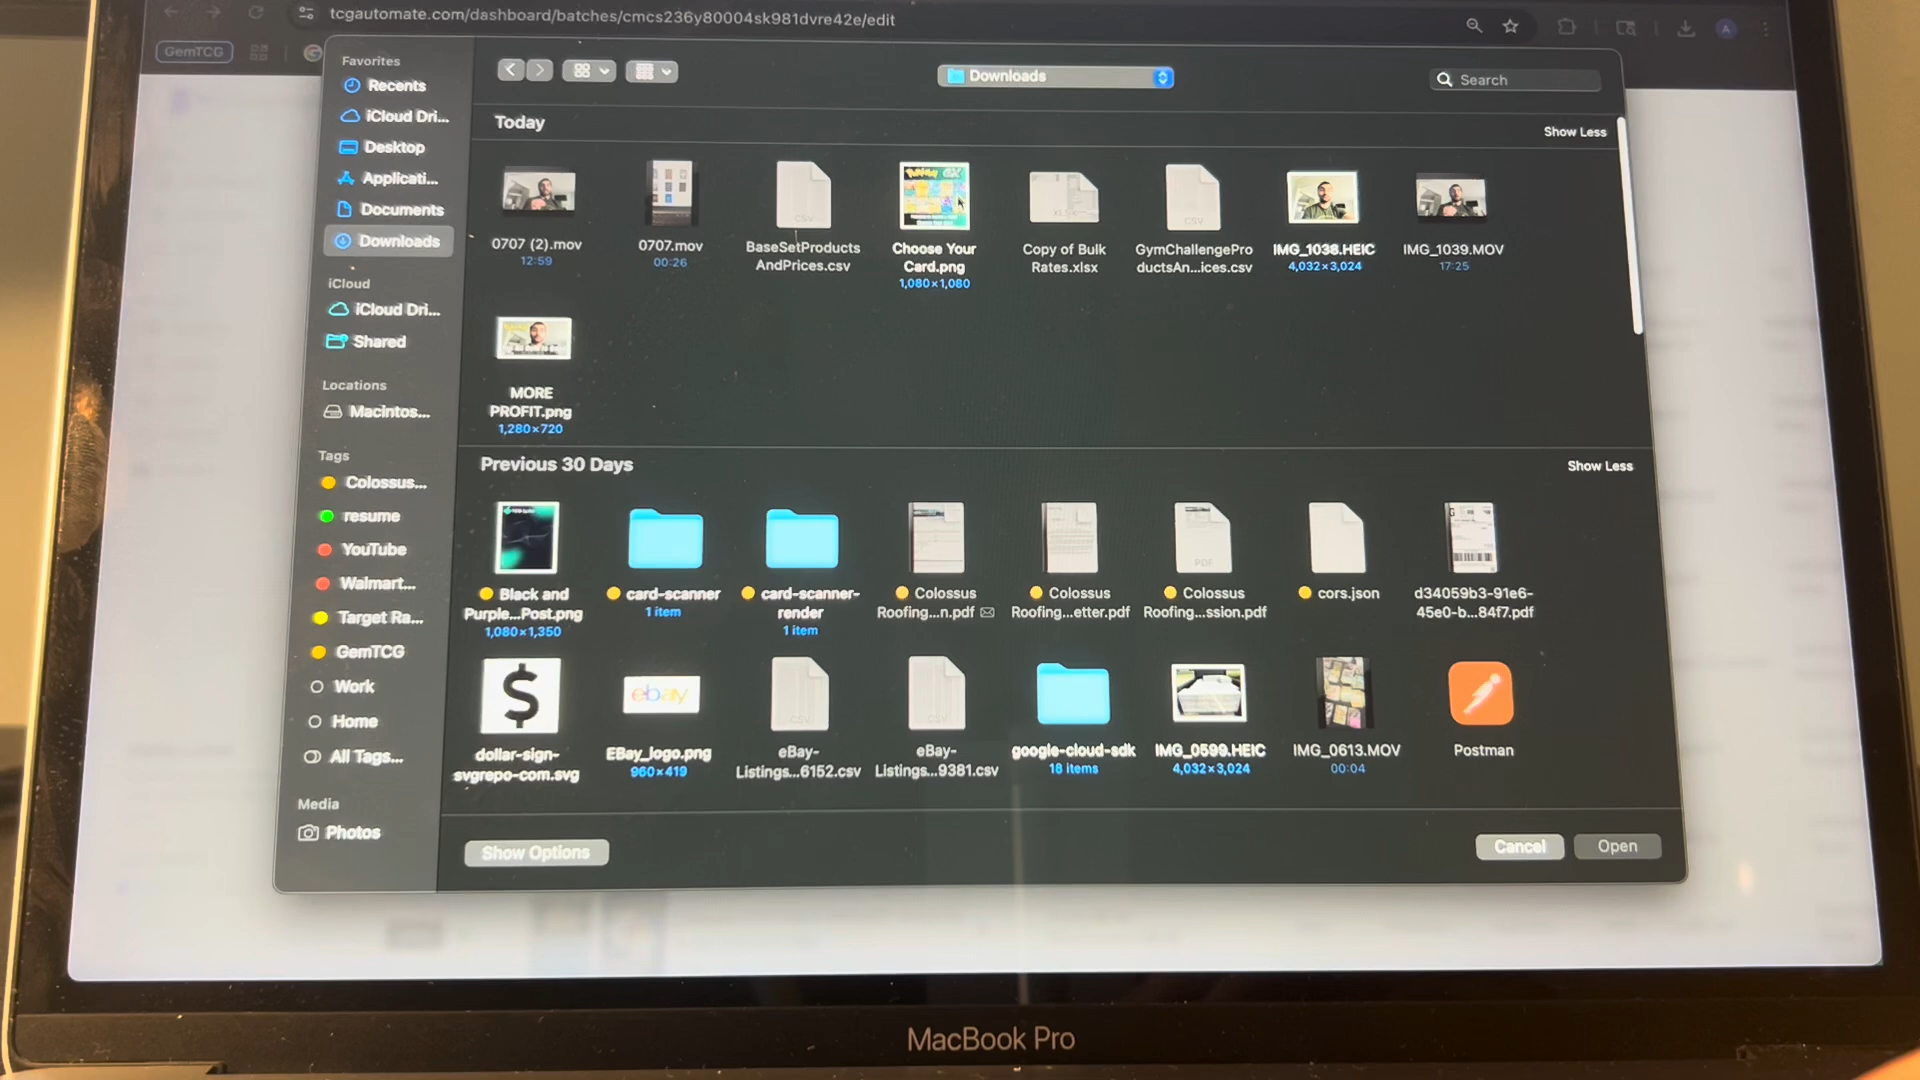 tcgautomate.com/dashboard/batches/cmcs236y80004sk981dvre42e/edit
GemTCG
Favorites
Recents
iCloud Dri...
Desktop
Applicati...
Documents
Downloads
iCloud
iCloud Dri...
Shared
Locations
Macintos...
Tags
Colossus...
resume
YouTube
Walmart...
Target Ra...
GemTCG
Work
Home
All Tags...
Media
Photos
Downloads
Search
Today
Show Less
0707 (2).mov
12:59
0707.mov
00:26
CSV
BaseSetProducts
AndPrices.csv
Choose Your
Card.png
1,080×1,080
Copy of Bulk
Rates.xlsx
CSV
GymChallengePro
ductsAn...ices.csv
IMG_1038.HEIC
4,032×3,024
IMG_1039.MOV
17:25
MORE
PROFIT.png
1,280×720
Previous 30 Days
Show Less
Black and
Purple...Post.png
1,080×1,350
card-scanner
1 item
card-scanner-
render
1 item
Colossus
Roofing...n.pdf
Colossus
Roofing...etter.pdf
PDF
Colossus
Roofing...ssion.pdf
cors.json
d34059b3-91e6-
45e0-b...84f7.pdf
$
dollar-sign-
svgrepo-com.svg
ebay
EBay_logo.png
960×419
CSV
eBay-
Listings...6152.csv
CSV
eBay-
Listings...9381.csv
google-cloud-sdk
18 items
IMG_0599.HEIC
4,032×3,024
IMG_0613.MOV
00:04
Postman
Show Options
Cancel
Open
MacBook Pro